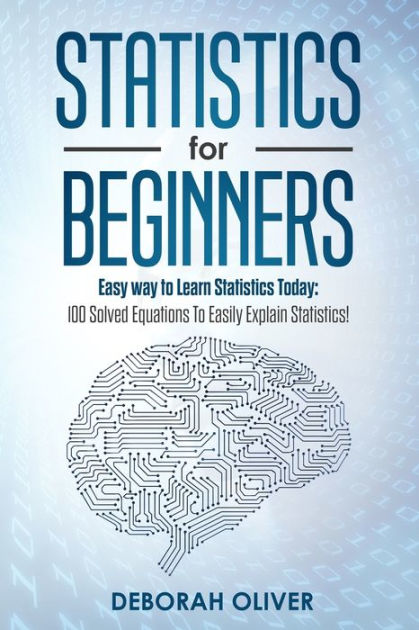 STATISTICS
for
BEGINNERS
Easy way to Learn Statistics Today:
100 Solved Equations To Easily Explain Statistics!
DEBORAH OLIVER